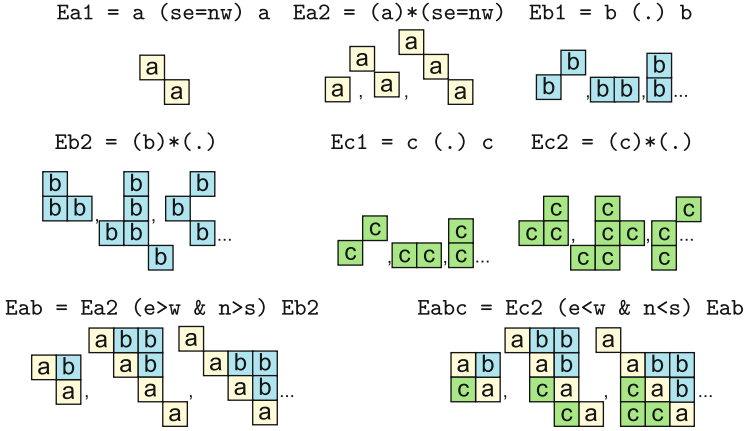 Ea1 = a (se=nw) a
Ea2 = (a)*(se=nw)
Eb1 = b (.) b
a
a
a , a a , a a a
b b , b b , b b ...
Eb2 = (b)*(.)
Ec1 = c (.) c
Ec2 = (c)*(.)
b b b , b b b b b , b b b ...
c c , c c , c c ...
c c c , c c c c c , c c c ...
Eab = Ea2 (e>w & n>s) Eb2
Eabc = Ec2 (e<w & n<s) Eab
a b
a ,
a b b
a b
a
a ,
a
a b b
a b
a ...
a b
c a ,
a b b
a b
c a
c a ,
a
a b b
c a b
c c a ...